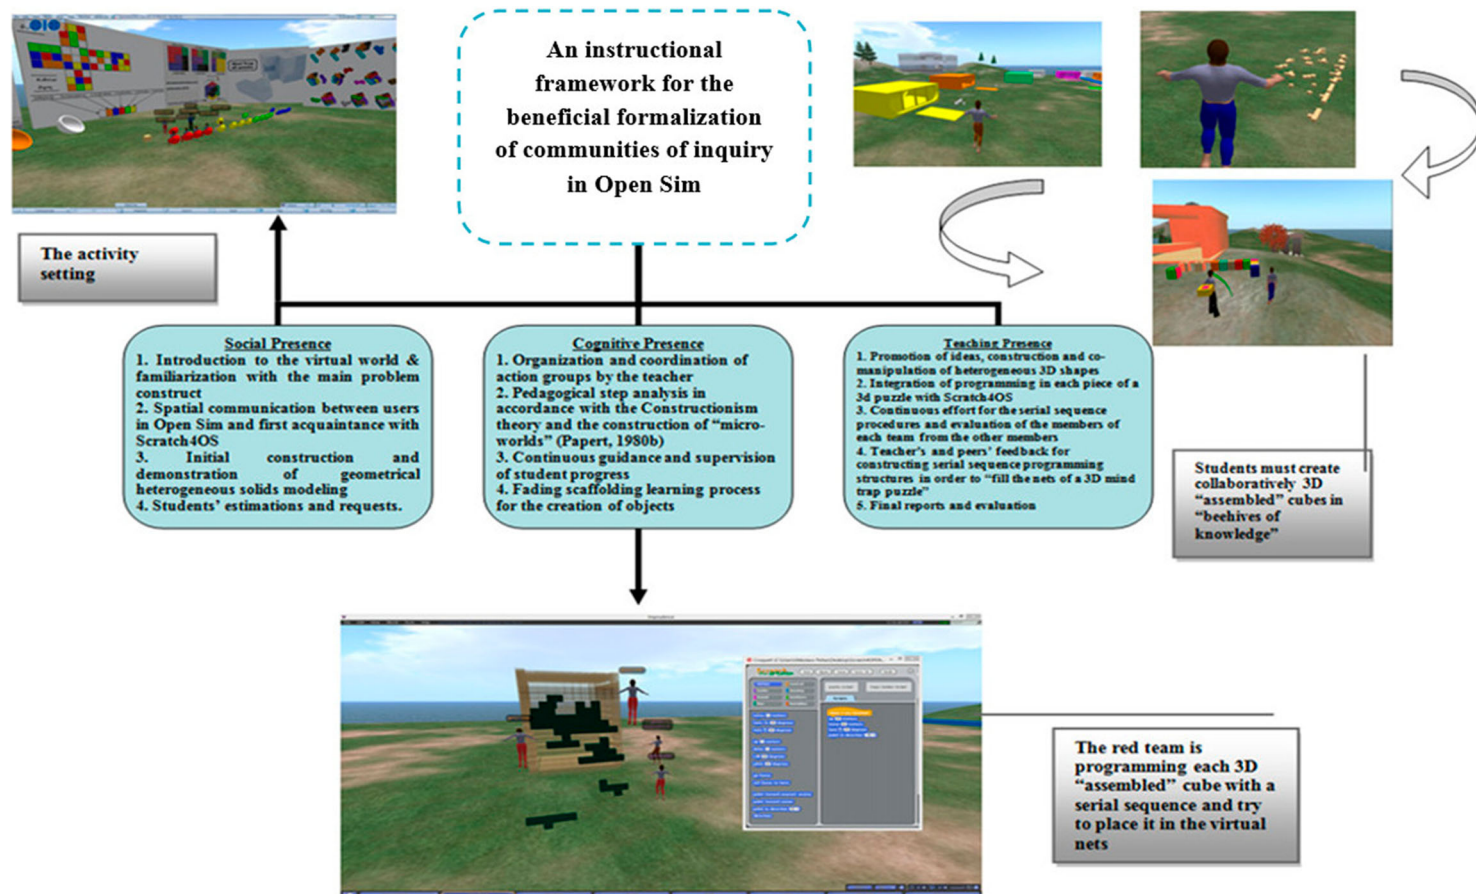 An instructional
framework for the
beneficial formalization
of communities of inquiry
in Open Sim
The activity
setting
Social Presence
1. Introduction to the virtual world &
familiarization with the main problem
construct
2. Spatial communication between users
in Open Sim and first acquaintance with
Scratch4OS
3. Initial construction and
demonstration of geometrical
heterogeneous solids modeling
4. Students' estimations and requests.
Cognitive Presence
1. Organization and coordination of
action groups by the teacher
2. Pedagogical step analysis in
accordance with the Constructionism
theory and the construction of "micro-
worlds" (Papert, 1980b)
3. Continuous guidance and supervision
of student progress
4. Fading scaffolding learning process
for the creation of objects
Teaching Presence
1. Promotion of ideas, construction and co-
manipulation of heterogeneous 3D shapes
2. Integration of programming in each piece of a
3d puzzle with Scratch4OS
3. Continuous effort for the serial sequence
procedures and evaluation of the members of
each team from the other members
4. Teacher's and peers' feedback for
constructing serial sequence programming
structures in order to "fill the nets of a 3D mind
trap puzzle"
5. Final reports and evaluation
Students must create
collaboratively 3D
"assembled" cubes in
"beehives of
knowledge"
The red team is
programming each 3D
"assembled" cube with a
serial sequence and try
to place it in the virtual
nets